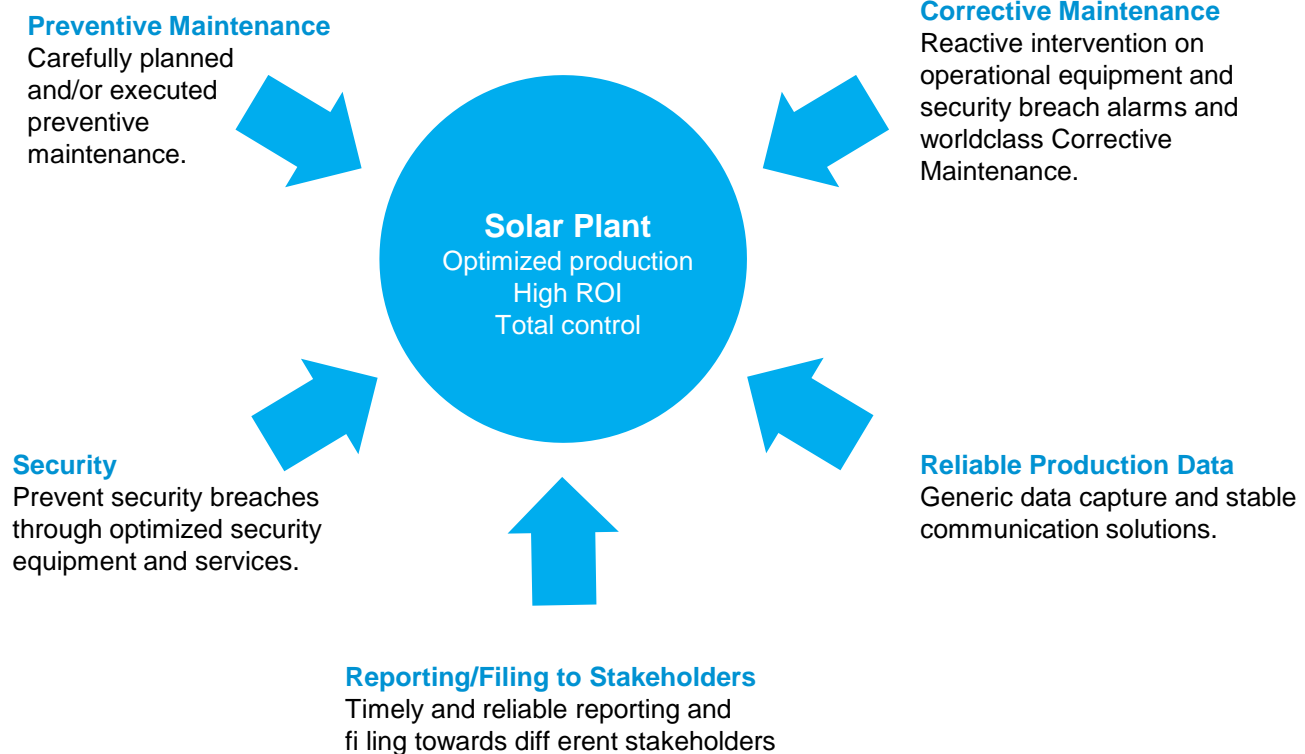 Preventive Maintenance
Carefully planned
and/or executed
preventive
maintenance.
Corrective Maintenance
Reactive intervention on
operational equipment and
security breach alarms and
worldclass Corrective
Maintenance.
Solar Plant
Optimized production
High ROI
Total control
Security
Prevent security breaches
through optimized security
equipment and services.
Reliable Production Data
Generic data capture and stable
communication solutions.
Reporting/Filing to Stakeholders
Timely and reliable reporting and
fi ling towards diff erent stakeholders